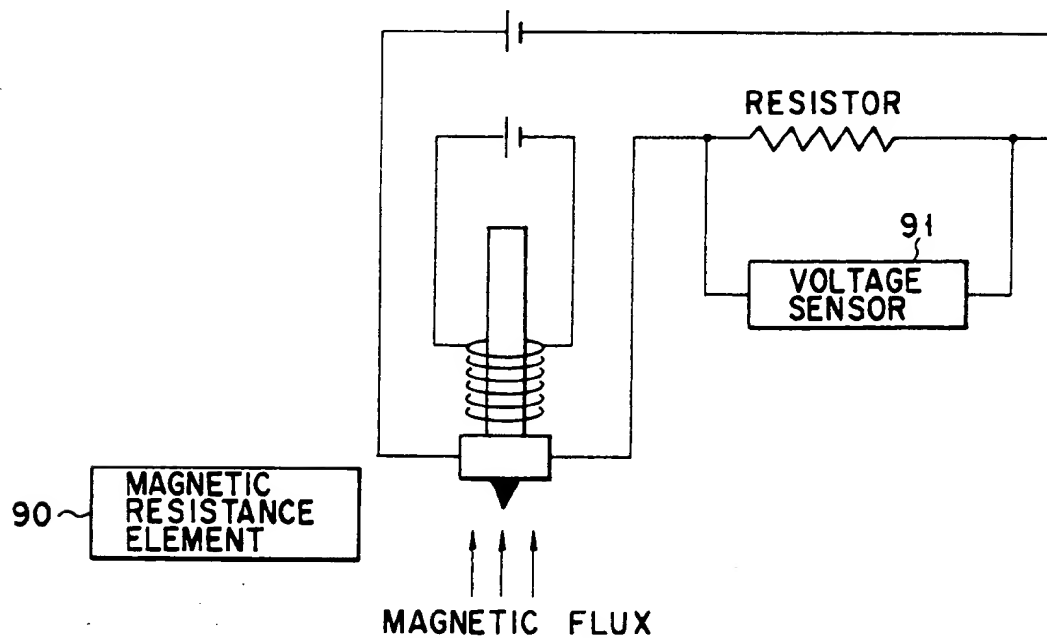 RESISTOR
91
VOLTAGE
SENSOR
90
MAGNETIC
RESISTANCE
ELEMENT
MAGNETIC FLUX